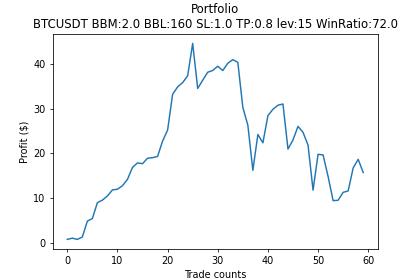 Portfolio
BTCUSDT BBM:2.0 BBL:160 SL:1.0 TP:0.8 lev:15 WinRatio:72.0
40
30
20
10
0
Profit ($)
0 10 20 30 40 50 60
Trade counts